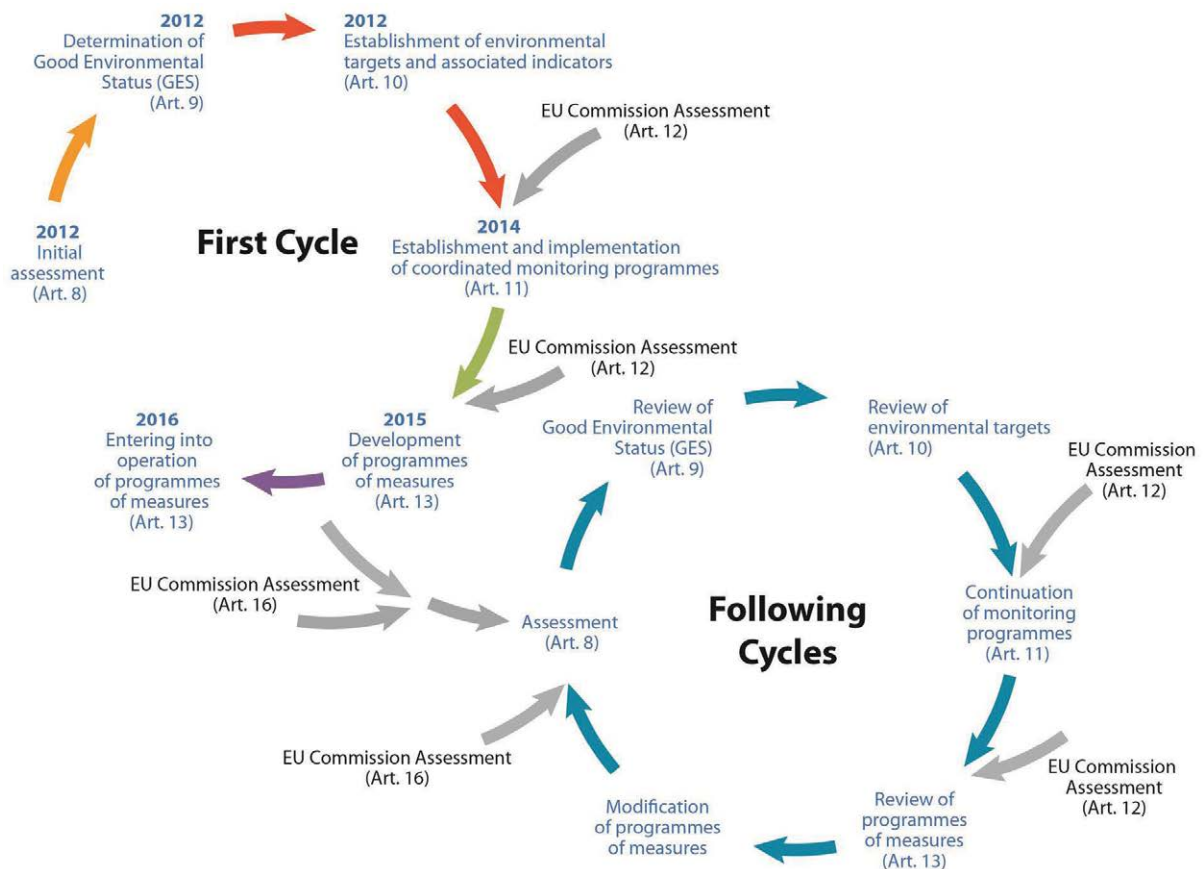 2012
Determination of
Good Environmental
Status (GES)
(Art. 9)
2012
Establishment of environmental
targets and associated indicators
(Art. 10)
EU Commission Assessment
(Art. 12)
2012
Initial
assessment
(Art. 8)
First Cycle
2014
Establishment and implementation
of coordinated monitoring programmes
(Art. 11)
EU Commission Assessment
(Art. 12)
2016
Entering into
operation
of programmes
of measures
(Art. 13)
2015
Development
of programmes
of measures
(Art. 13)
Review of
Good Environmental
Status (GES)
(Art. 9)
Review of
environmental targets
(Art. 10)
EU Commission
Assessment
(Art. 12)
EU Commission Assessment
(Art. 16)
Assessment
(Art. 8)
Following
Cycles
Continuation
of monitoring
programmes
(Art. 11)
EU Commission Assessment
(Art. 16)
Modification
of programmes
of measures
Review of
programmes
of measures
(Art. 13)
EU Commission
Assessment
(Art. 12)